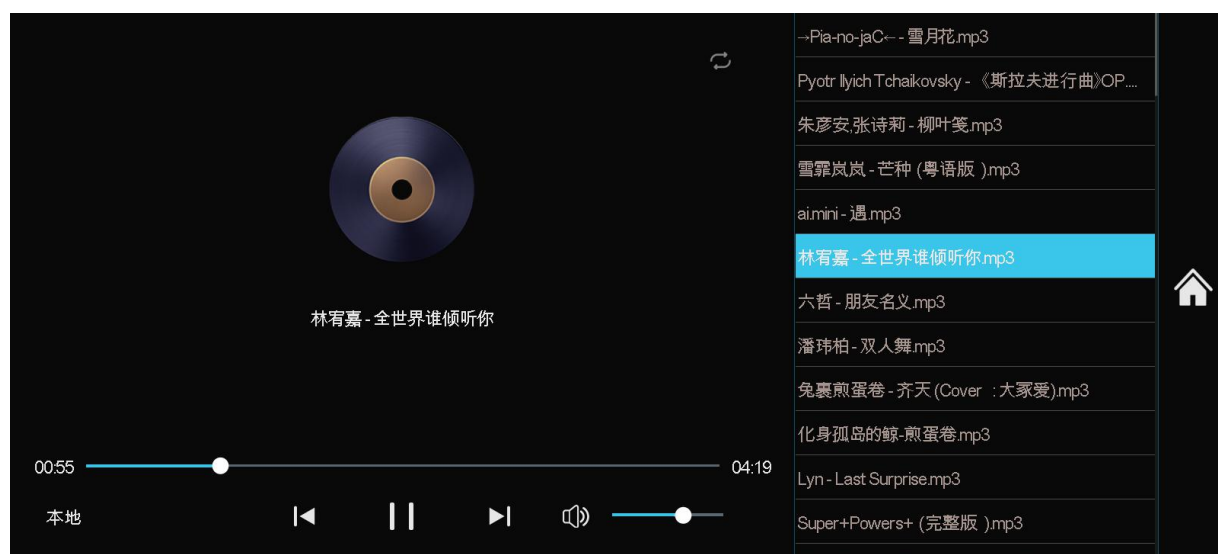 林宥嘉 - 全世界谁倾听你
00:55
04:19
本地
→Pia-no-jaC← - 雪月花.mp3
Pyotr Ilyich Tchaikovsky - 《斯拉夫进行曲》OP....
朱彦安,张诗莉 - 柳叶笺.mp3
雪霏岚岚 - 芒种 (粤语版 ).mp3
ai.mini - 遇.mp3
林宥嘉 - 全世界谁倾听你.mp3
六哲 - 朋友名义.mp3
潘玮柏 - 双人舞.mp3
兔裹煎蛋卷 - 齐天 (Cover : 大冢爱).mp3
化身孤岛的鲸-煎蛋卷.mp3
Lyn - Last Surprise.mp3
Super+Powers+ (完整版 ).mp3